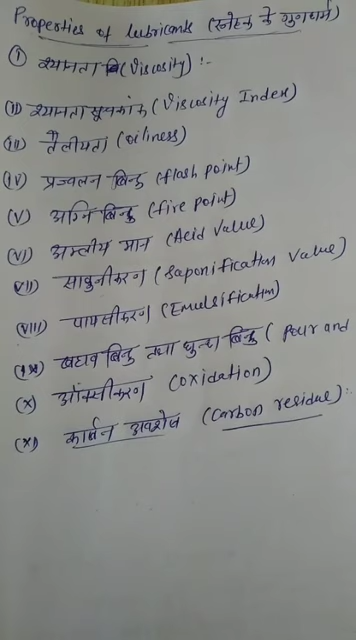 Properties of Lubricants (स्नेहक के गुणधर्म)
(I) श्यानता (Viscosity) :-
(II) श्यानता सूचकांक (Viscosity Index)
(III) तैलीयता (oiliness)
(IV) प्रज्वलन बिन्दु (flash point)
(V) अग्नि बिन्दु (fire point)
(VI) अम्लीय मान (Acid Value)
(VII) साबुनीकरण (Saponification Value)
(VIII) पायसीकरण (Emulsification)
(IX) बहाव बिन्दु तथा धुन्ध बिन्दु (Pour and
(X) ऑक्सीकरण (oxidation)
(XI) कार्बन अवशेष (Carbon residue) :-